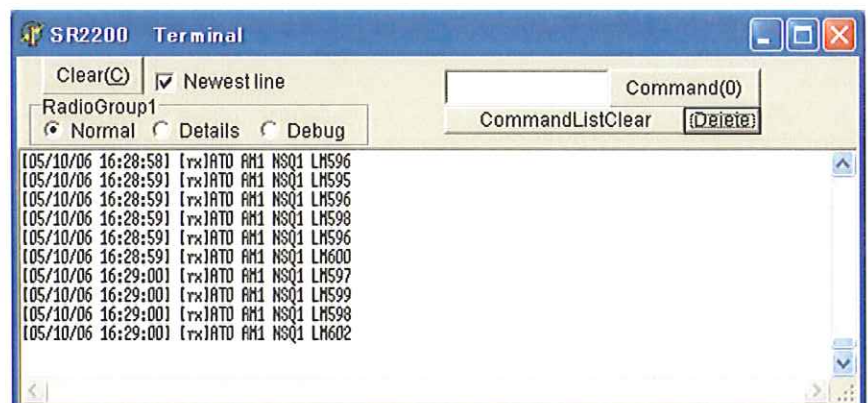 SR2200 Terminal
Clear(C)
Newest line
Command(0)
RadioGroup1
Normal Details Debug
CommandListClear
(Delete)
[05/10/06 16:28:58] [rx]AT0 AM1 NSQ1 LM596
[05/10/06 16:28:59] [rx]AT0 AM1 NSQ1 LM595
[05/10/06 16:28:59] [rx]AT0 AM1 NSQ1 LM596
[05/10/06 16:28:59] [rx]AT0 AM1 NSQ1 LM598
[05/10/06 16:28:59] [rx]AT0 AM1 NSQ1 LM596
[05/10/06 16:28:59] [rx]AT0 AM1 NSQ1 LM600
[05/10/06 16:29:00] [rx]AT0 AM1 NSQ1 LM597
[05/10/06 16:29:00] [rx]AT0 AM1 NSQ1 LM599
[05/10/06 16:29:00] [rx]AT0 AM1 NSQ1 LM598
[05/10/06 16:29:00] [rx]AT0 AM1 NSQ1 LM602